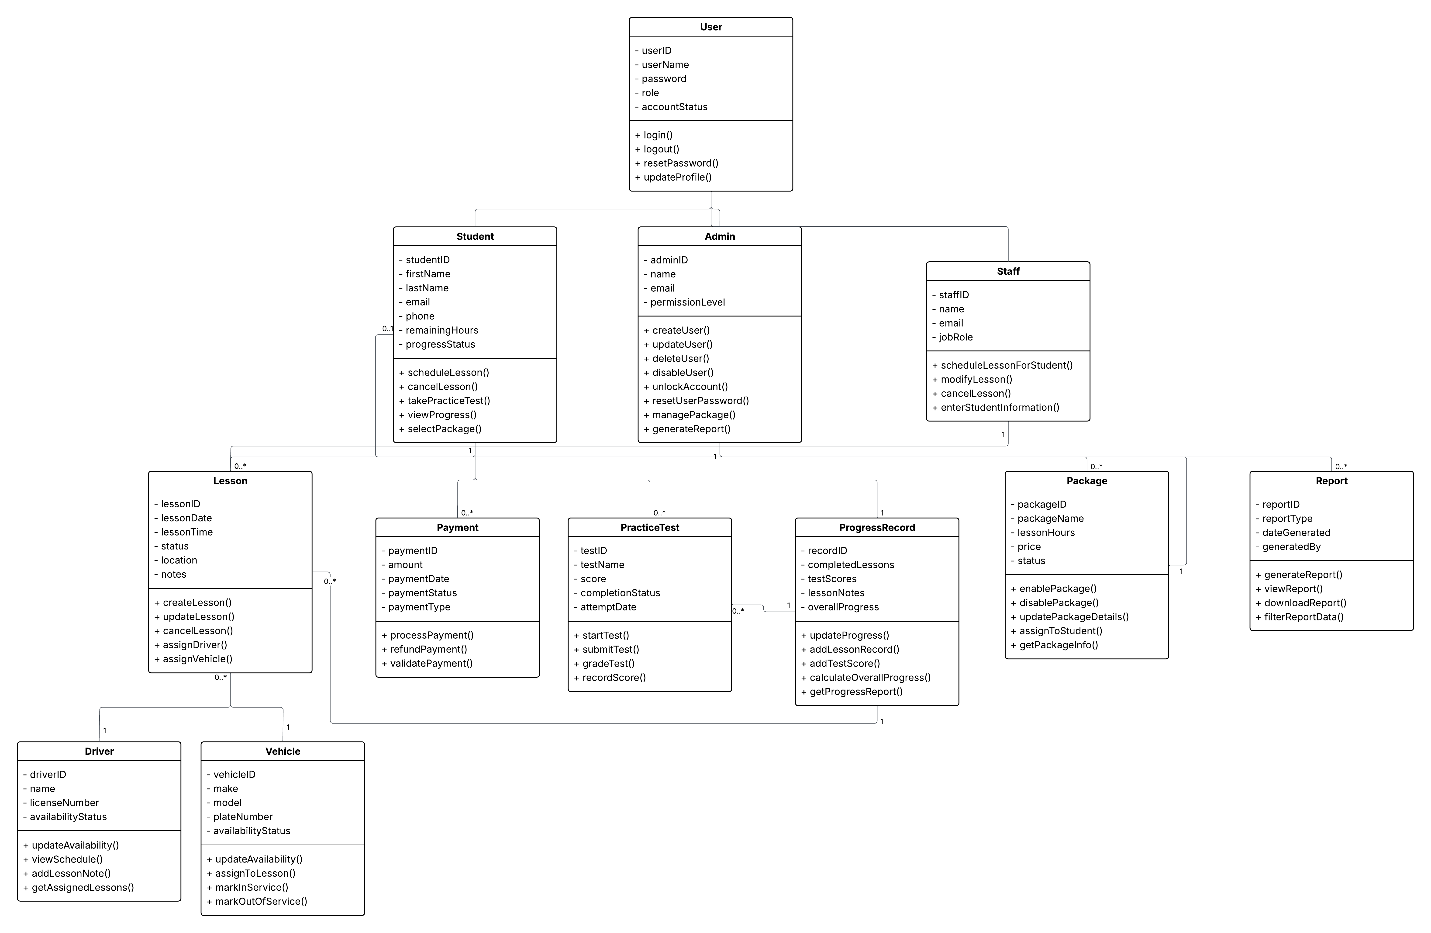 User
- userID
- userName
- password
- role
- accountStatus
+ login()
+ logout()
+ resetPassword()
+ updateProfile()
Student
- studentID
- firstName
- lastName
- email
- phone
- remainingHours
- progressStatus
+ scheduleLesson()
+ cancelLesson()
+ takePracticeTest()
+ viewProgress()
+ selectPackage()
0..1
1
Admin
- adminID
- name
- email
- permissionLevel
+ createUser()
+ updateUser()
+ deleteUser()
+ disableUser()
+ unlockAccount()
+ resetUserPassword()
+ managePackage()
+ generateReport()
1
Staff
- staffID
- name
- email
- jobRole
+ scheduleLessonForStudent()
+ modifyLesson()
+ cancelLesson()
+ enterStudentInformation()
1
0..*
Lesson
- lessonID
- lessonDate
- lessonTime
- status
- location
- notes
+ createLesson()
+ updateLesson()
+ cancelLesson()
+ assignDriver()
+ assignVehicle()
0..*
0..*
0..*
Payment
- paymentID
- amount
- paymentDate
- paymentStatus
- paymentType
+ processPayment()
+ refundPayment()
+ validatePayment()
0..*
PracticeTest
- testID
- testName
- score
- completionStatus
- attemptDate
+ startTest()
+ submitTest()
+ gradeTest()
+ recordScore()
0..*
1
1
ProgressRecord
- recordID
- completedLessons
- testScores
- lessonNotes
- overallProgress
+ updateProgress()
+ addLessonRecord()
+ addTestScore()
+ calculateOverallProgress()
+ getProgressReport()
1
0..*
Package
- packageID
- packageName
- lessonHours
- price
- status
+ enablePackage()
+ disablePackage()
+ updatePackageDetails()
+ assignToStudent()
+ getPackageInfo()
1
0..*
Report
- reportID
- reportType
- dateGenerated
- generatedBy
+ generateReport()
+ viewReport()
+ downloadReport()
+ filterReportData()
1
Driver
- driverID
- name
- licenseNumber
- availabilityStatus
+ updateAvailability()
+ viewSchedule()
+ addLessonNote()
+ getAssignedLessons()
1
Vehicle
- vehicleID
- make
- model
- plateNumber
- availabilityStatus
+ updateAvailability()
+ assignToLesson()
+ markInService()
+ markOutOfService()